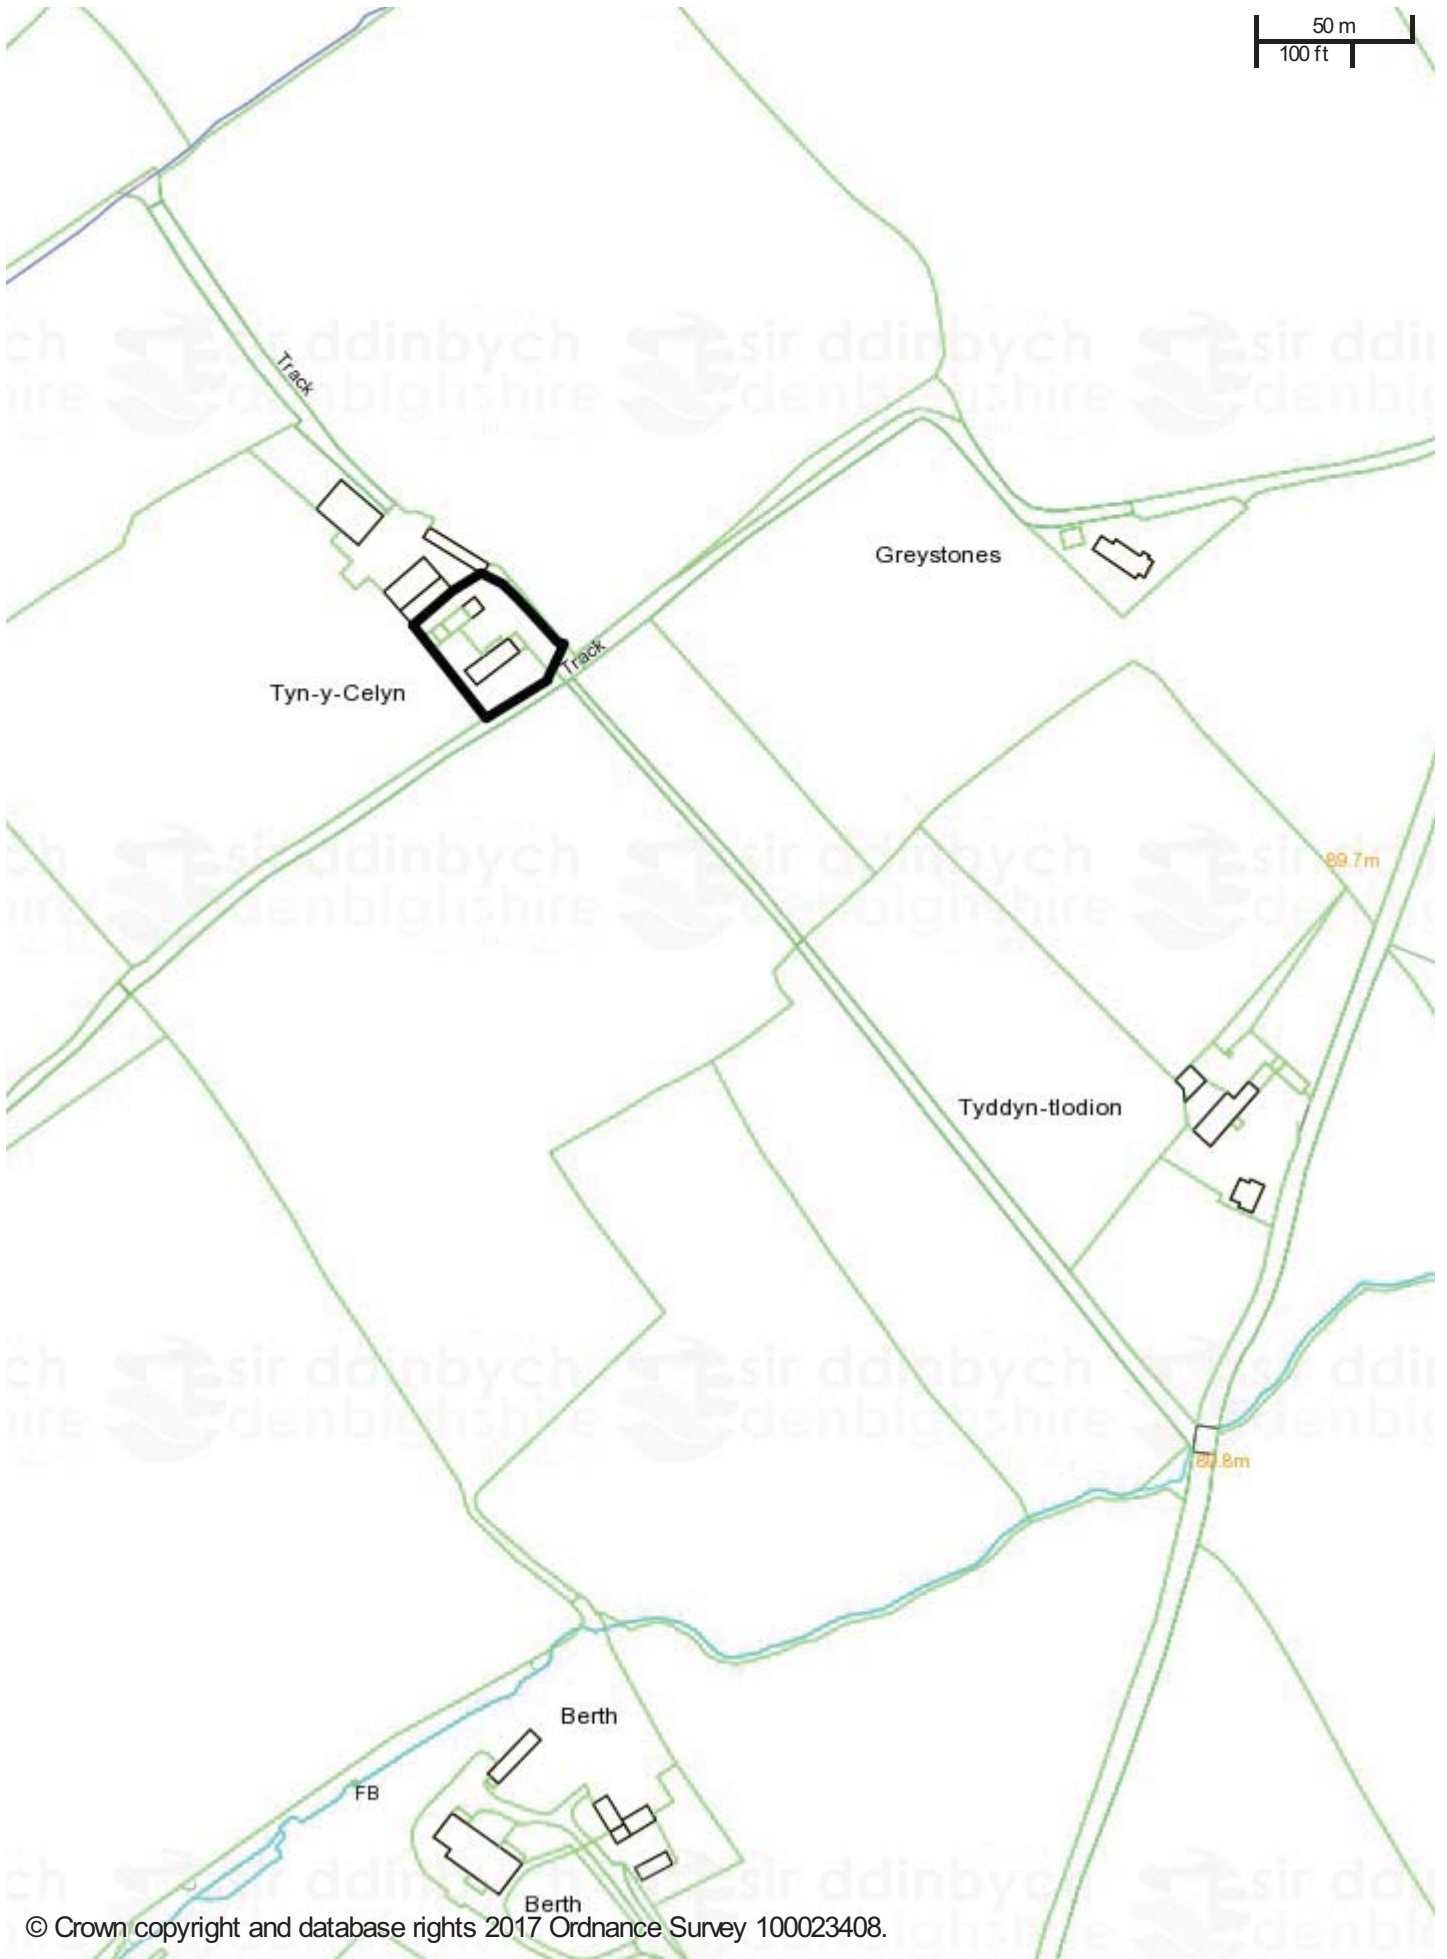 50 m
100 ft
sir ddinbych
denbighshire
Track
Greystones
Track
Tyn-y-Celyn
89.7m
Tyddyn-tlodion
Berth
FB
Berth
© Crown copyright and database rights 2017 Ordnance Survey 100023408.